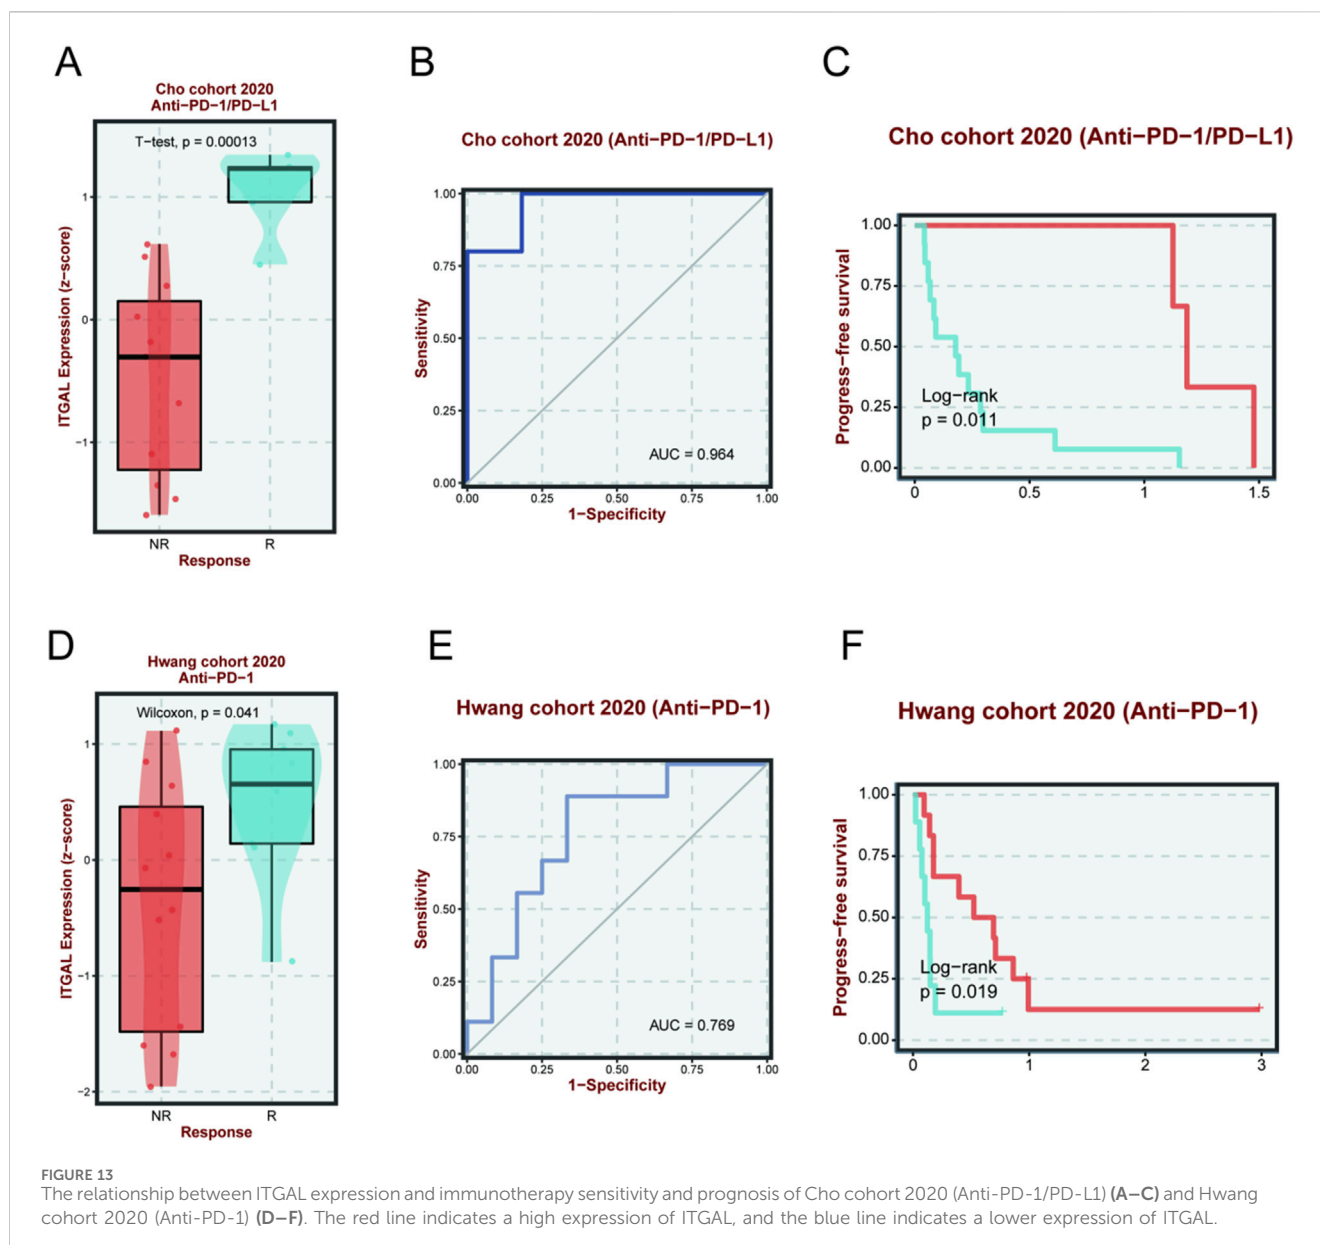 A
Cho cohort 2020
Anti−PD−1/PD−L1
T−test, p = 0.00013
ITGAL Expression (z−score)
1
0
−1
NR
R
Response
B
Cho cohort 2020 (Anti−PD−1/PD−L1)
Sensitivity
1.00
0.75
0.50
0.25
0.00
AUC = 0.964
0.00
0.25
0.50
0.75
1.00
1−Specificity
C
Cho cohort 2020 (Anti−PD−1/PD−L1)
Progress−free survival
1.00
0.75
0.50
0.25
0.00
Log−rank
p = 0.011
0
0.5
1
1.5
D
Hwang cohort 2020
Anti−PD−1
Wilcoxon, p = 0.041
ITGAL Expression (z−score)
1
0
−1
−2
NR
R
Response
E
Hwang cohort 2020 (Anti−PD−1)
Sensitivity
1.00
0.75
0.50
0.25
0.00
AUC = 0.769
0.00
0.25
0.50
0.75
1.00
1−Specificity
F
Hwang cohort 2020 (Anti−PD−1)
Progress−free survival
1.00
0.75
0.50
0.25
0.00
Log−rank
p = 0.019
0
1
2
3
FIGURE 13
The relationship between ITGAL expression and immunotherapy sensitivity and prognosis of Cho cohort 2020 (Anti-PD-1/PD-L1) (A–C) and Hwang
cohort 2020 (Anti-PD-1) (D–F). The red line indicates a high expression of ITGAL, and the blue line indicates a lower expression of ITGAL.